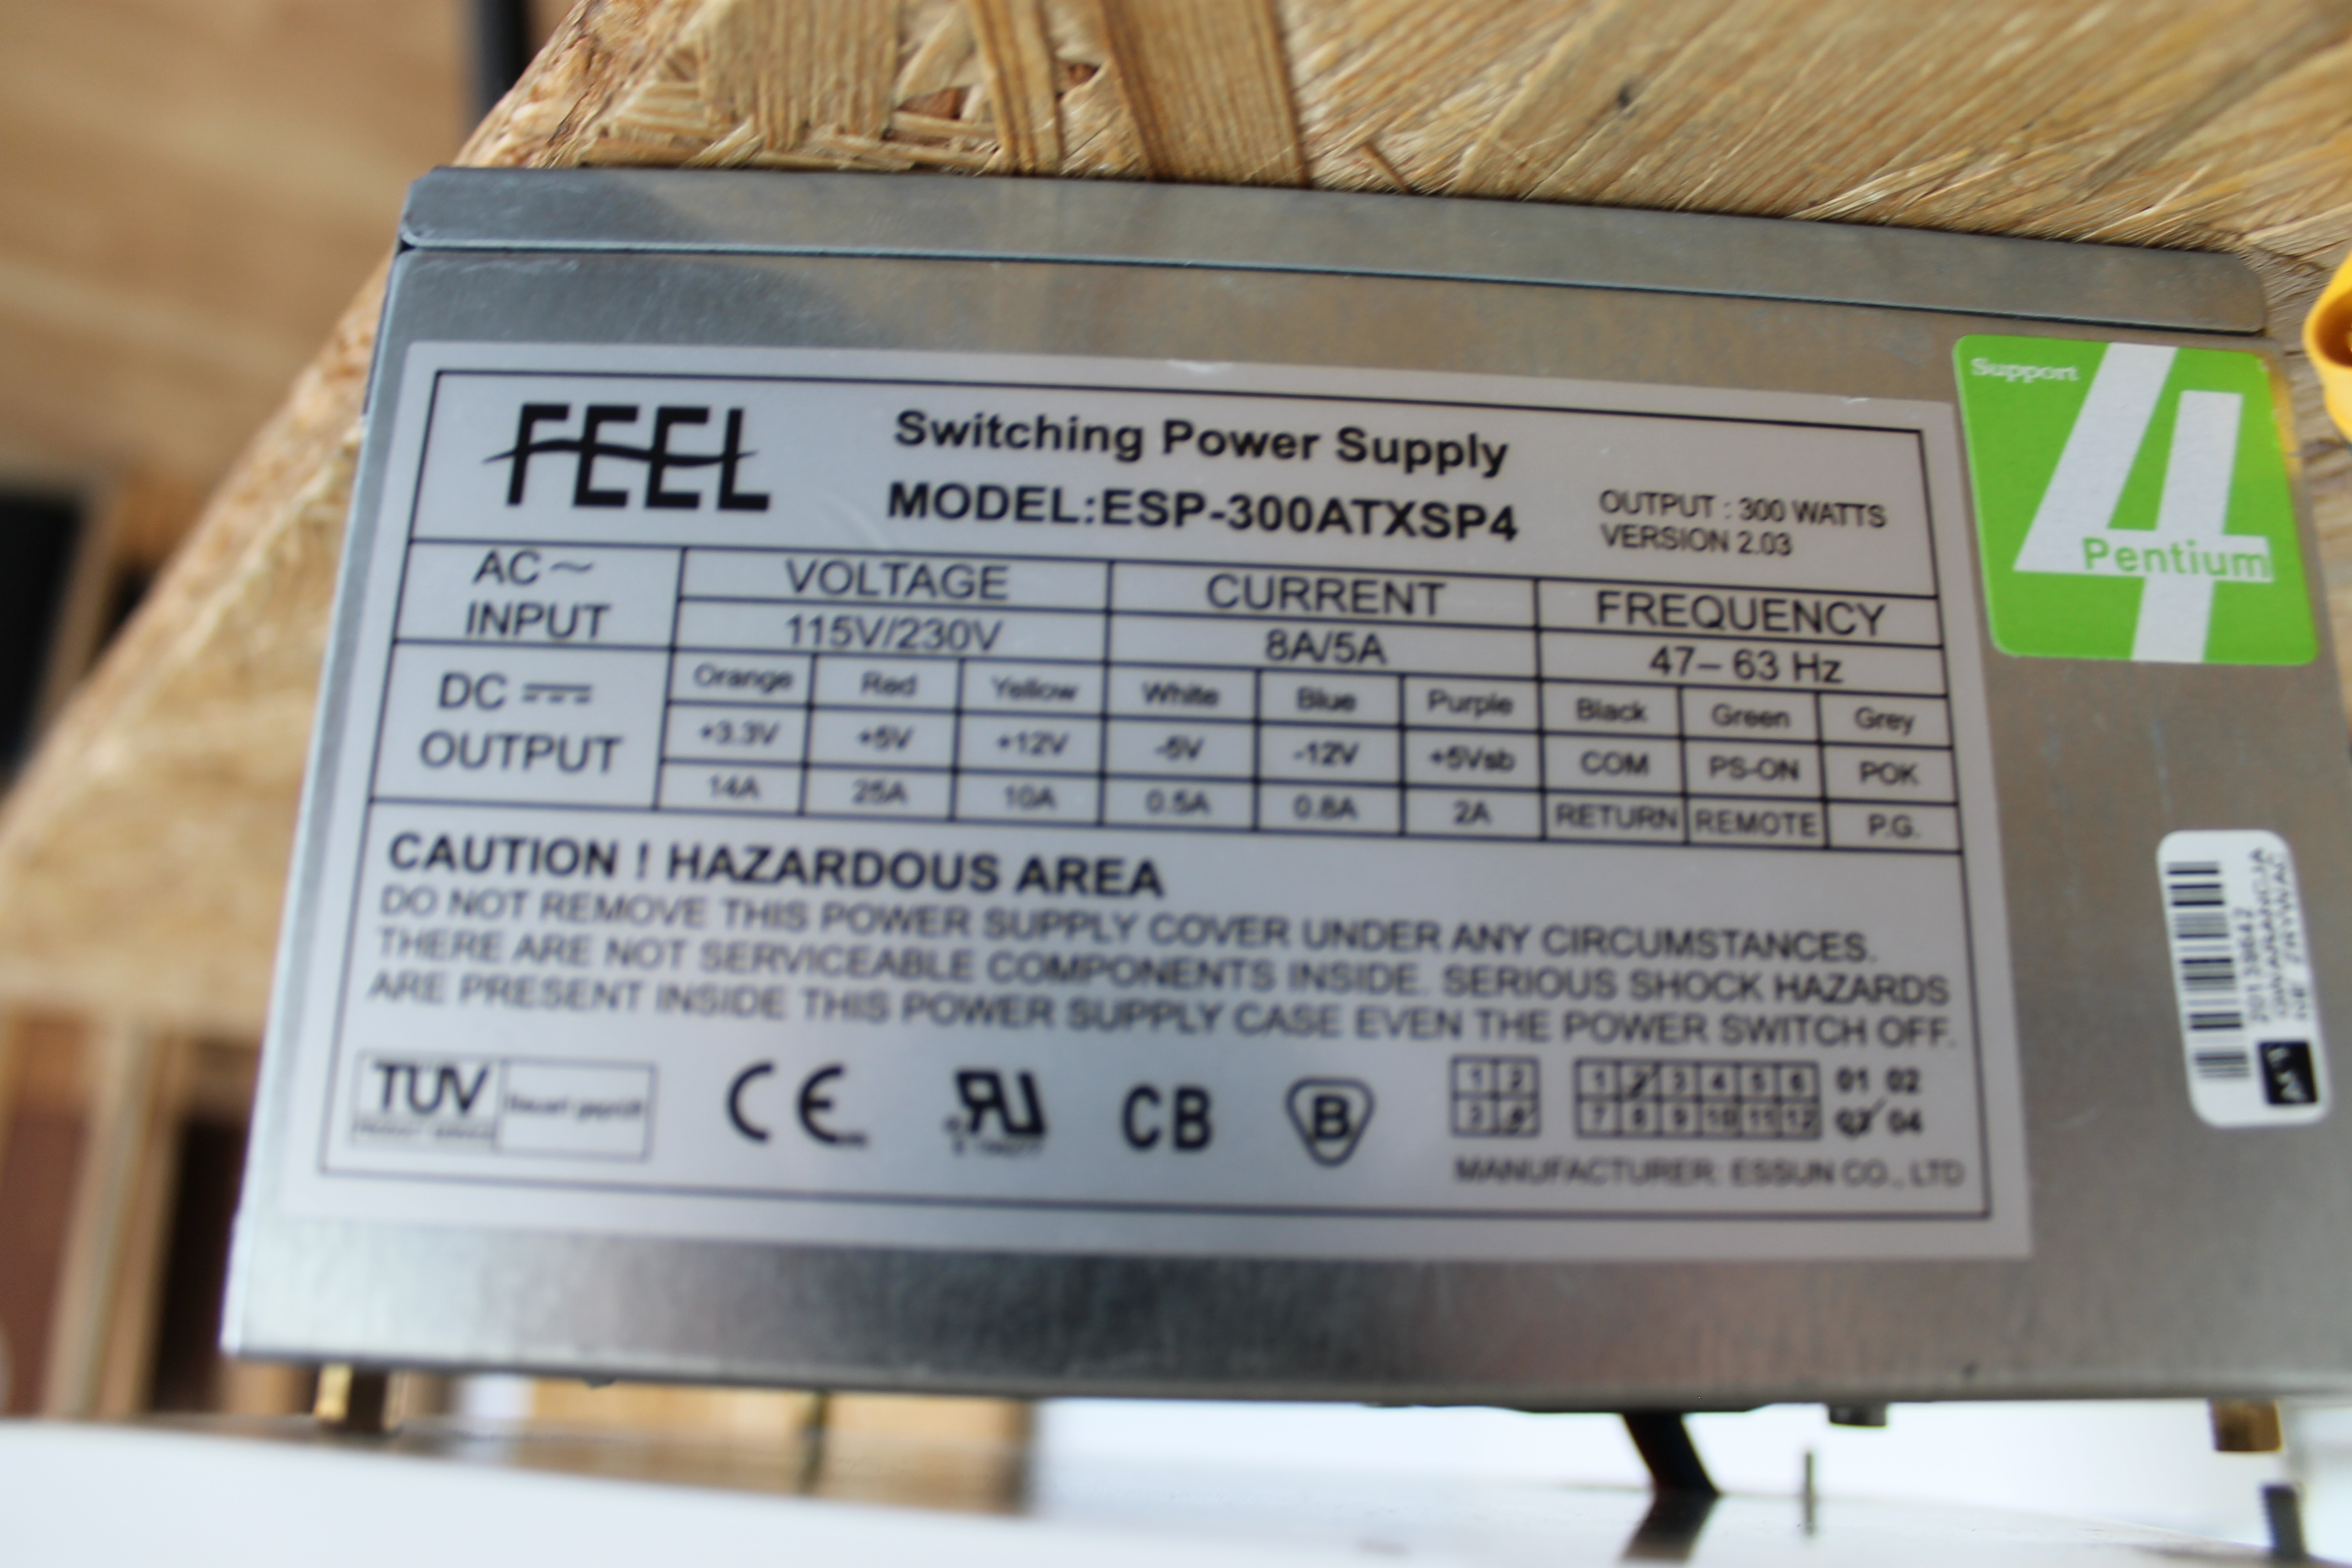 FEEL
Switching Power Supply
MODEL:ESP-300ATXSP4
OUTPUT : 300 WATTS
VERSION 2.03
Support
4
Pentium
AC~ INPUT VOLTAGE CURRENT FREQUENCY
115V/230V 8A/5A 47– 63 Hz
DC OUTPUT Orange Red Yellow White Blue Purple Black Green Grey
+3.3V +5V +12V -5V -12V +5Vsb COM PS-ON POK
14A 25A 10A 0.5A 0.8A 2A RETURN REMOTE P.G.
CAUTION ! HAZARDOUS AREA
DO NOT REMOVE THIS POWER SUPPLY COVER UNDER ANY CIRCUMSTANCES.
THERE ARE NOT SERVICEABLE COMPONENTS INSIDE. SERIOUS SHOCK HAZARDS
ARE PRESENT INSIDE THIS POWER SUPPLY CASE EVEN THE POWER SWITCH OFF.
TUV
CE
CB
B
1 2 1 2 3 4 5 6 01 02
3 4 7 8 9 10 11 12 03 04
MANUFACTURER: ESSUN CO., LTD
GWARANCJA